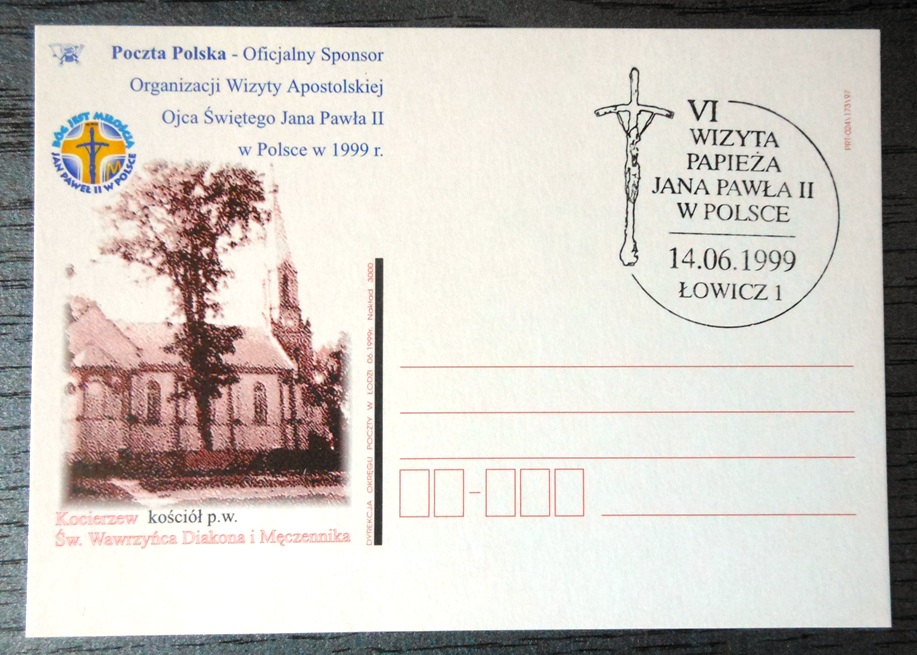 Poczta Polska - Oficjalny Sponsor
Organizacji Wizyty Apostolskiej
Ojca Świętego Jana Pawła II
w Polsce w 1999 r.
BÓG JEST MIŁOŚCIĄ
JAN PAWEŁ II W POLSCE
M
Kocierzew kościół p.w.
Św. Wawrzyńca Diakona i Męczennika
DYREKCJA OKRĘGU POCZTY W ŁODZI 06.1999r. Nakład 3000
VI
WIZYTA
PAPIEŻA
JANA PAWŁA II
W POLSCE
14.06.1999
ŁOWICZ 1